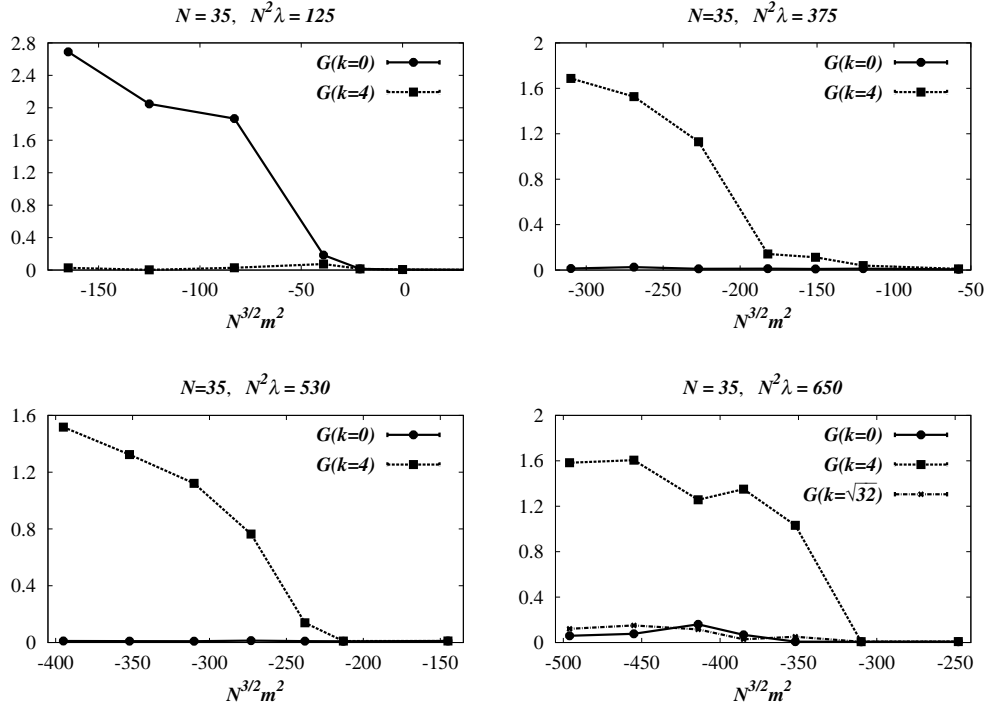 N = 35, N²λ = 125
G(k=0)
G(k=4)
2.8
2.4
2
1.6
1.2
0.8
0.4
0
-150 -100 -50 0
N^{3/2}m²
N=35, N²λ = 375
G(k=0)
G(k=4)
2
1.6
1.2
0.8
0.4
0
-300 -250 -200 -150 -100 -50
N^{3/2}m²
N=35, N²λ = 530
G(k=0)
G(k=4)
1.6
1.2
0.8
0.4
0
-400 -350 -300 -250 -200 -150
N^{3/2}m²
N = 35, N²λ = 650
G(k=0)
G(k=4)
G(k=√32)
2
1.6
1.2
0.8
0.4
0
-500 -450 -400 -350 -300 -250
N^{3/2}m²